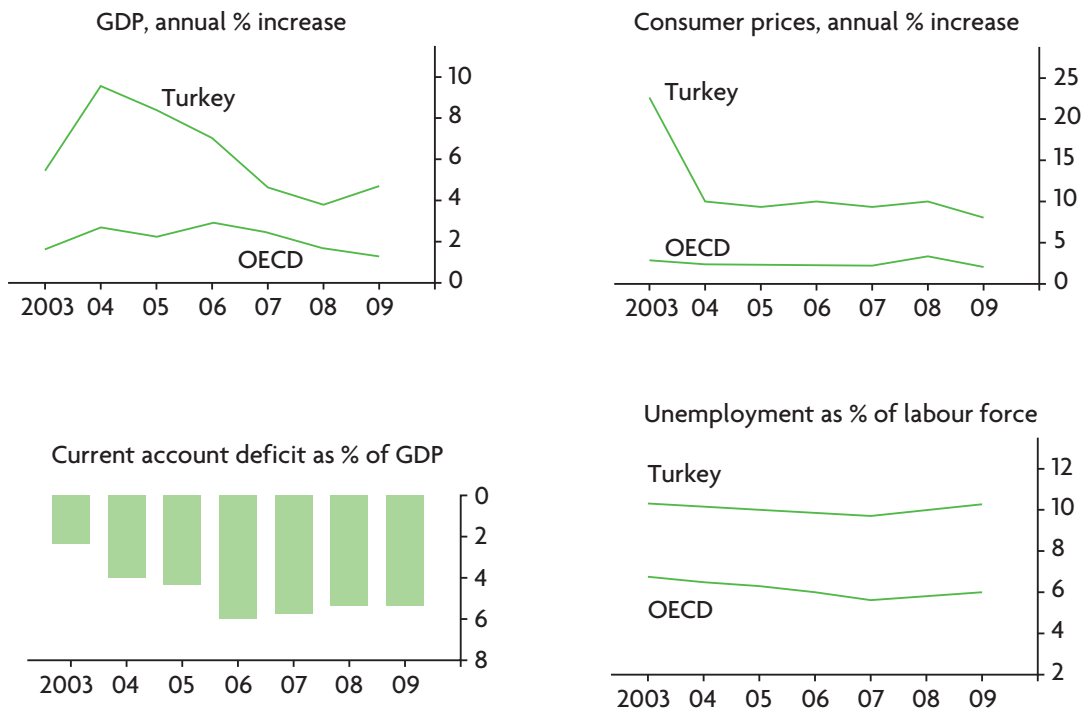 GDP, annual % increase
Turkey
OECD
10
8
6
4
2
0
2003 04 05 06 07 08 09
Consumer prices, annual % increase
Turkey
OECD
25
20
15
10
5
0
2003 04 05 06 07 08 09
Current account deficit as % of GDP
0
2
4
6
8
2003 04 05 06 07 08 09
Unemployment as % of labour force
Turkey
OECD
12
10
8
6
4
2
2003 04 05 06 07 08 09